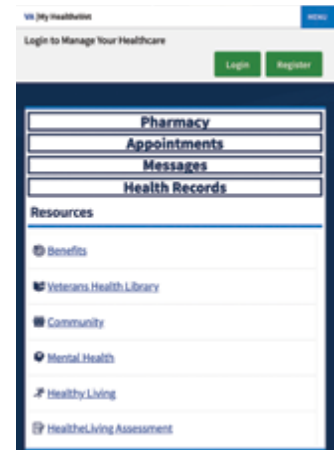 VA | My HealtheVet
MENU
Login to Manage Your Healthcare
Login
Register
Pharmacy
Appointments
Messages
Health Records
Resources
Benefits
Veterans Health Library
Community
Mental Health
Healthy Living
HealtheLiving Assessment